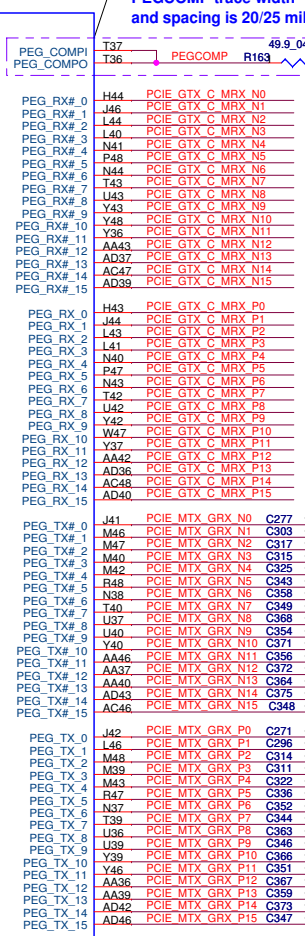 PEGCOMP trace width
and spacing is 20/25 mil
PEG_COMPI T37 49.9_04
PEG_COMPO T36 PEGCOMP R163
PEG_RX#_0 H44 PCIE_GTX_C_MRX_N0
PEG_RX#_1 J46 PCIE_GTX_C_MRX_N1
PEG_RX#_2 L44 PCIE_GTX_C_MRX_N2
PEG_RX#_3 L40 PCIE_GTX_C_MRX_N3
PEG_RX#_4 N41 PCIE_GTX_C_MRX_N4
PEG_RX#_5 P48 PCIE_GTX_C_MRX_N5
PEG_RX#_6 N44 PCIE_GTX_C_MRX_N6
PEG_RX#_7 T43 PCIE_GTX_C_MRX_N7
PEG_RX#_8 U43 PCIE_GTX_C_MRX_N8
PEG_RX#_9 Y43 PCIE_GTX_C_MRX_N9
PEG_RX#_10 Y48 PCIE_GTX_C_MRX_N10
PEG_RX#_11 Y36 PCIE_GTX_C_MRX_N11
PEG_RX#_12 AA43 PCIE_GTX_C_MRX_N12
PEG_RX#_13 AD37 PCIE_GTX_C_MRX_N13
PEG_RX#_14 AC47 PCIE_GTX_C_MRX_N14
PEG_RX#_15 AD39 PCIE_GTX_C_MRX_N15
PEG_RX_0 H43 PCIE_GTX_C_MRX_P0
PEG_RX_1 J44 PCIE_GTX_C_MRX_P1
PEG_RX_2 L43 PCIE_GTX_C_MRX_P2
PEG_RX_3 L41 PCIE_GTX_C_MRX_P3
PEG_RX_4 N40 PCIE_GTX_C_MRX_P4
PEG_RX_5 P47 PCIE_GTX_C_MRX_P5
PEG_RX_6 N43 PCIE_GTX_C_MRX_P6
PEG_RX_7 T42 PCIE_GTX_C_MRX_P7
PEG_RX_8 U42 PCIE_GTX_C_MRX_P8
PEG_RX_9 Y42 PCIE_GTX_C_MRX_P9
PEG_RX_10 W47 PCIE_GTX_C_MRX_P10
PEG_RX_11 Y37 PCIE_GTX_C_MRX_P11
PEG_RX_12 AA42 PCIE_GTX_C_MRX_P12
PEG_RX_13 AD36 PCIE_GTX_C_MRX_P13
PEG_RX_14 AC48 PCIE_GTX_C_MRX_P14
PEG_RX_15 AD40 PCIE_GTX_C_MRX_P15
PEG_TX#_0 J41 PCIE_MTX_GRX_N0 C277
PEG_TX#_1 M46 PCIE_MTX_GRX_N1 C303
PEG_TX#_2 M47 PCIE_MTX_GRX_N2 C317
PEG_TX#_3 M40 PCIE_MTX_GRX_N3 C315
PEG_TX#_4 M42 PCIE_MTX_GRX_N4 C325
PEG_TX#_5 R48 PCIE_MTX_GRX_N5 C343
PEG_TX#_6 N38 PCIE_MTX_GRX_N6 C358
PEG_TX#_7 T40 PCIE_MTX_GRX_N7 C349
PEG_TX#_8 U37 PCIE_MTX_GRX_N8 C368
PEG_TX#_9 U40 PCIE_MTX_GRX_N9 C354
PEG_TX#_10 Y40 PCIE_MTX_GRX_N10 C371
PEG_TX#_11 AA46 PCIE_MTX_GRX_N11 C356
PEG_TX#_12 AA37 PCIE_MTX_GRX_N12 C372
PEG_TX#_13 AA40 PCIE_MTX_GRX_N13 C364
PEG_TX#_14 AD43 PCIE_MTX_GRX_N14 C375
PEG_TX#_15 AC46 PCIE_MTX_GRX_N15 C348
PEG_TX_0 J42 PCIE_MTX_GRX_P0 C271
PEG_TX_1 L46 PCIE_MTX_GRX_P1 C296
PEG_TX_2 M48 PCIE_MTX_GRX_P2 C314
PEG_TX_3 M39 PCIE_MTX_GRX_P3 C311
PEG_TX_4 M43 PCIE_MTX_GRX_P4 C322
PEG_TX_5 R47 PCIE_MTX_GRX_P5 C336
PEG_TX_6 N37 PCIE_MTX_GRX_P6 C352
PEG_TX_7 T39 PCIE_MTX_GRX_P7 C344
PEG_TX_8 U36 PCIE_MTX_GRX_P8 C363
PEG_TX_9 U39 PCIE_MTX_GRX_P9 C346
PEG_TX_10 Y39 PCIE_MTX_GRX_P10 C366
PEG_TX_11 Y46 PCIE_MTX_GRX_P11 C351
PEG_TX_12 AA36 PCIE_MTX_GRX_P12 C367
PEG_TX_13 AA39 PCIE_MTX_GRX_P13 C359
PEG_TX_14 AD42 PCIE_MTX_GRX_P14 C373
PEG_TX_15 AD46 PCIE_MTX_GRX_P15 C347